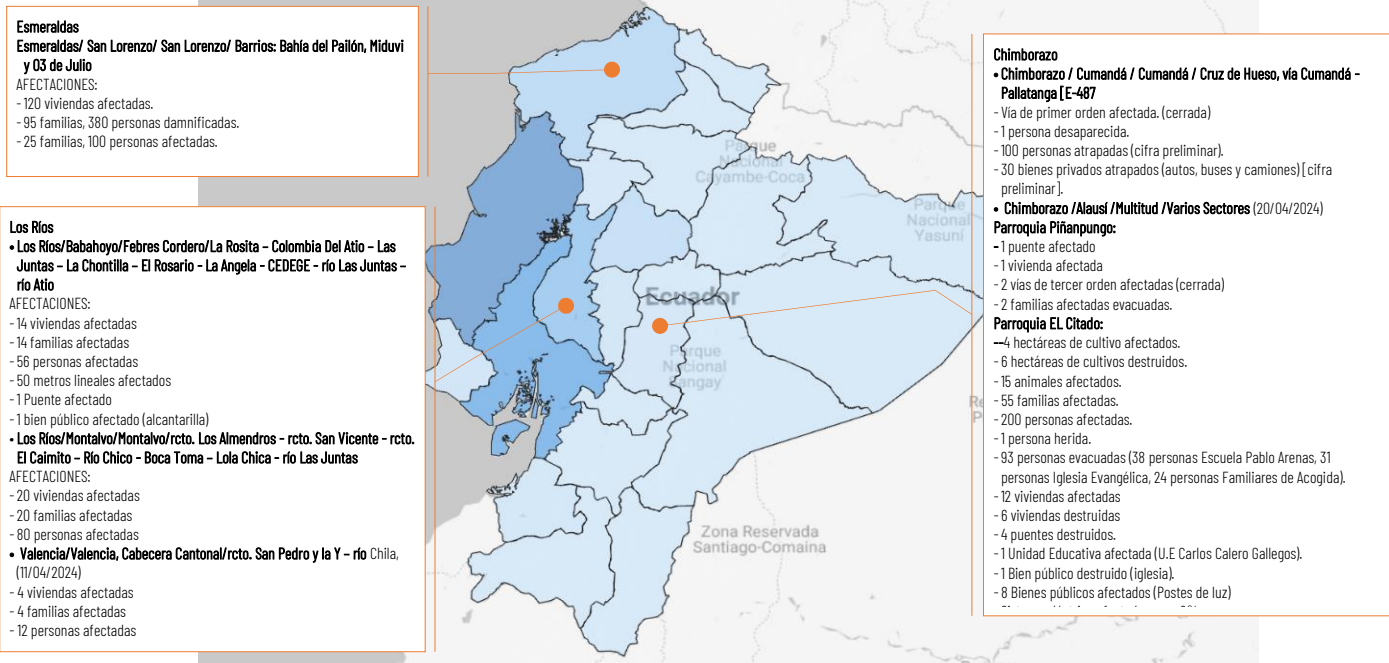 Esmeraldas
Esmeraldas/ San Lorenzo/ San Lorenzo/ Barrios: Bahía del Pailón, Miduvi
y 03 de Julio
AFECTACIONES:
- 120 viviendas afectadas.
- 95 familias, 380 personas damnificadas.
- 25 familias, 100 personas afectadas.
Los Ríos
• Los Ríos/Babahoyo/Febres Cordero/La Rosita – Colombia Del Atio – Las
Juntas – La Chontilla – El Rosario - La Angela - CEDEGE - río Las Juntas –
río Atio
AFECTACIONES:
- 14 viviendas afectadas
- 14 familias afectadas
- 56 personas afectadas
- 50 metros lineales afectados
- 1 Puente afectado
- 1 bien público afectado (alcantarilla)
• Los Ríos/Montalvo/Montalvo/rcto. Los Almendros - rcto. San Vicente - rcto.
El Caimito – Río Chico - Boca Toma – Lola Chica - río Las Juntas
AFECTACIONES:
- 20 viviendas afectadas
- 20 familias afectadas
- 80 personas afectadas
• Valencia/Valencia, Cabecera Cantonal/rcto. San Pedro y la Y – río Chila,
(11/04/2024)
- 4 viviendas afectadas
- 4 familias afectadas
- 12 personas afectadas
Parque
Nacional
Cayambe-Coca
Parque
Nacional
Yasuní
Ecuador
Parque
Nacional
Sangay
Zona Reservada
Santiago-Comaina
Chimborazo
• Chimborazo / Cumandá / Cumandá / Cruz de Hueso, vía Cumandá -
Pallatanga [E-487
- Vía de primer orden afectada. (cerrada)
- 1 persona desaparecida.
- 100 personas atrapadas (cifra preliminar).
- 30 bienes privados atrapados (autos, buses y camiones) [cifra
preliminar].
• Chimborazo /Alausí /Multitud /Varios Sectores (20/04/2024)
Parroquia Piñanpungo:
- 1 puente afectado
- 1 vivienda afectada
- 2 vías de tercer orden afectadas (cerrada)
- 2 familias afectadas evacuadas.
Parroquia EL Citado:
--4 hectáreas de cultivo afectados.
- 6 hectáreas de cultivos destruidos.
- 15 animales afectados.
- 55 familias afectadas.
- 200 personas afectadas.
- 1 persona herida.
- 93 personas evacuadas (38 personas Escuela Pablo Arenas, 31
personas Iglesia Evangélica, 24 personas Familiares de Acogida).
- 12 viviendas afectadas
- 6 viviendas destruidas
- 4 puentes destruidos.
- 1 Unidad Educativa afectada (U.E Carlos Calero Gallegos).
- 1 Bien público destruido (iglesia).
- 8 Bienes públicos afectados (Postes de luz)